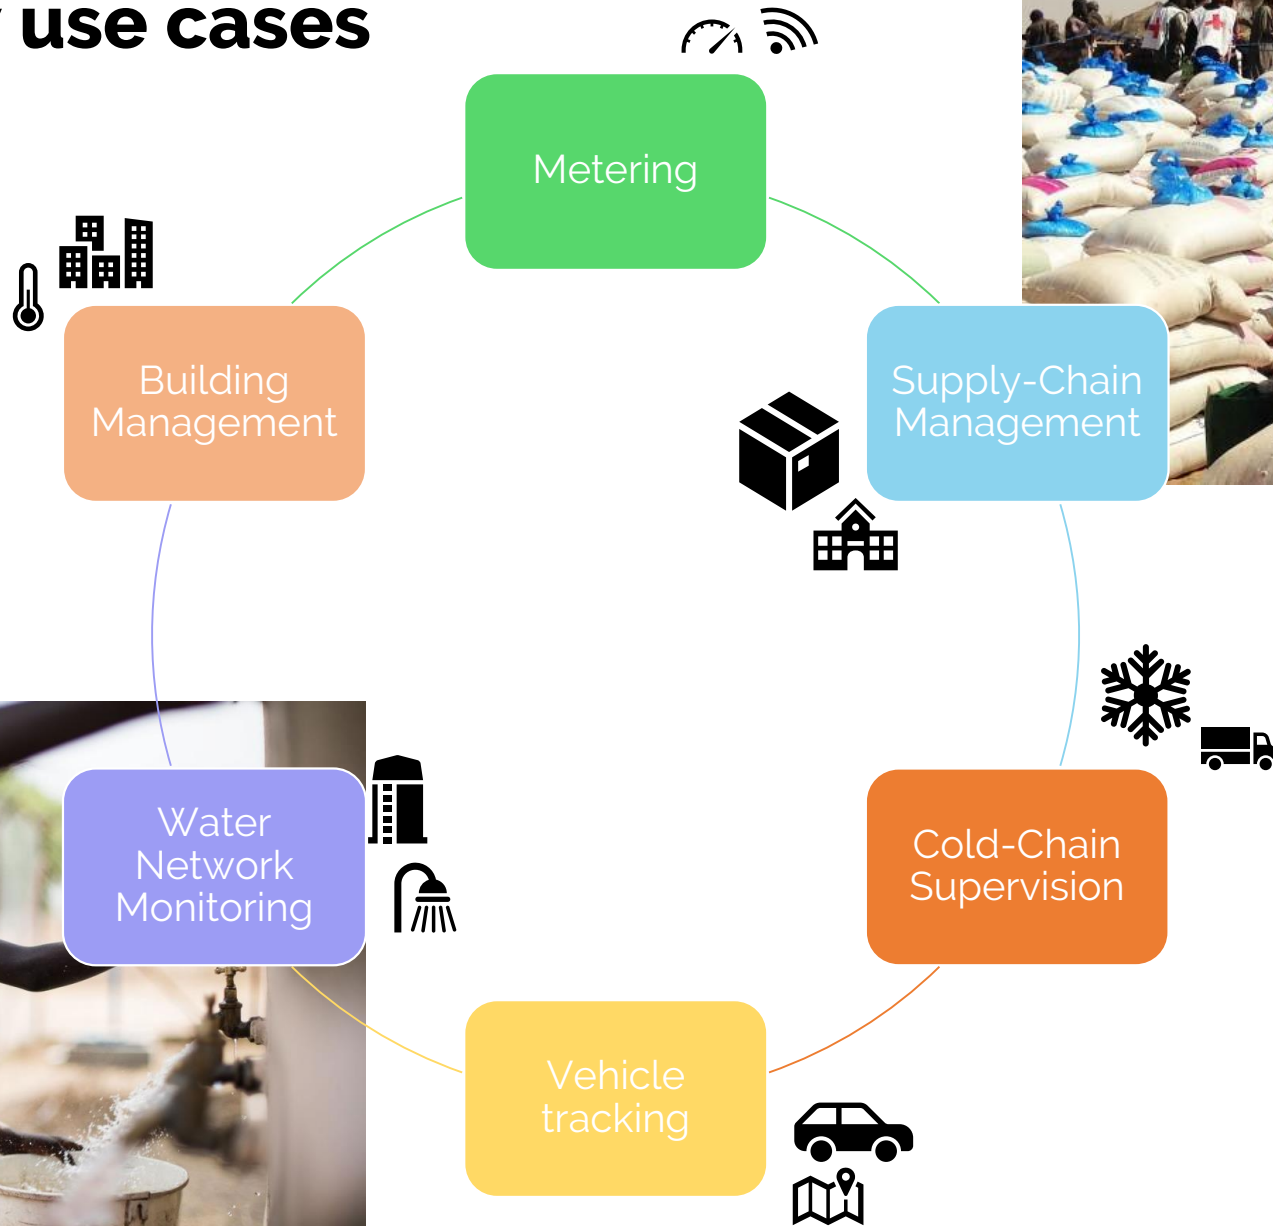 use cases
Metering
Building
Management
Supply-Chain
Management
Water
Network
Monitoring
Cold-Chain
Supervision
Vehicle
tracking